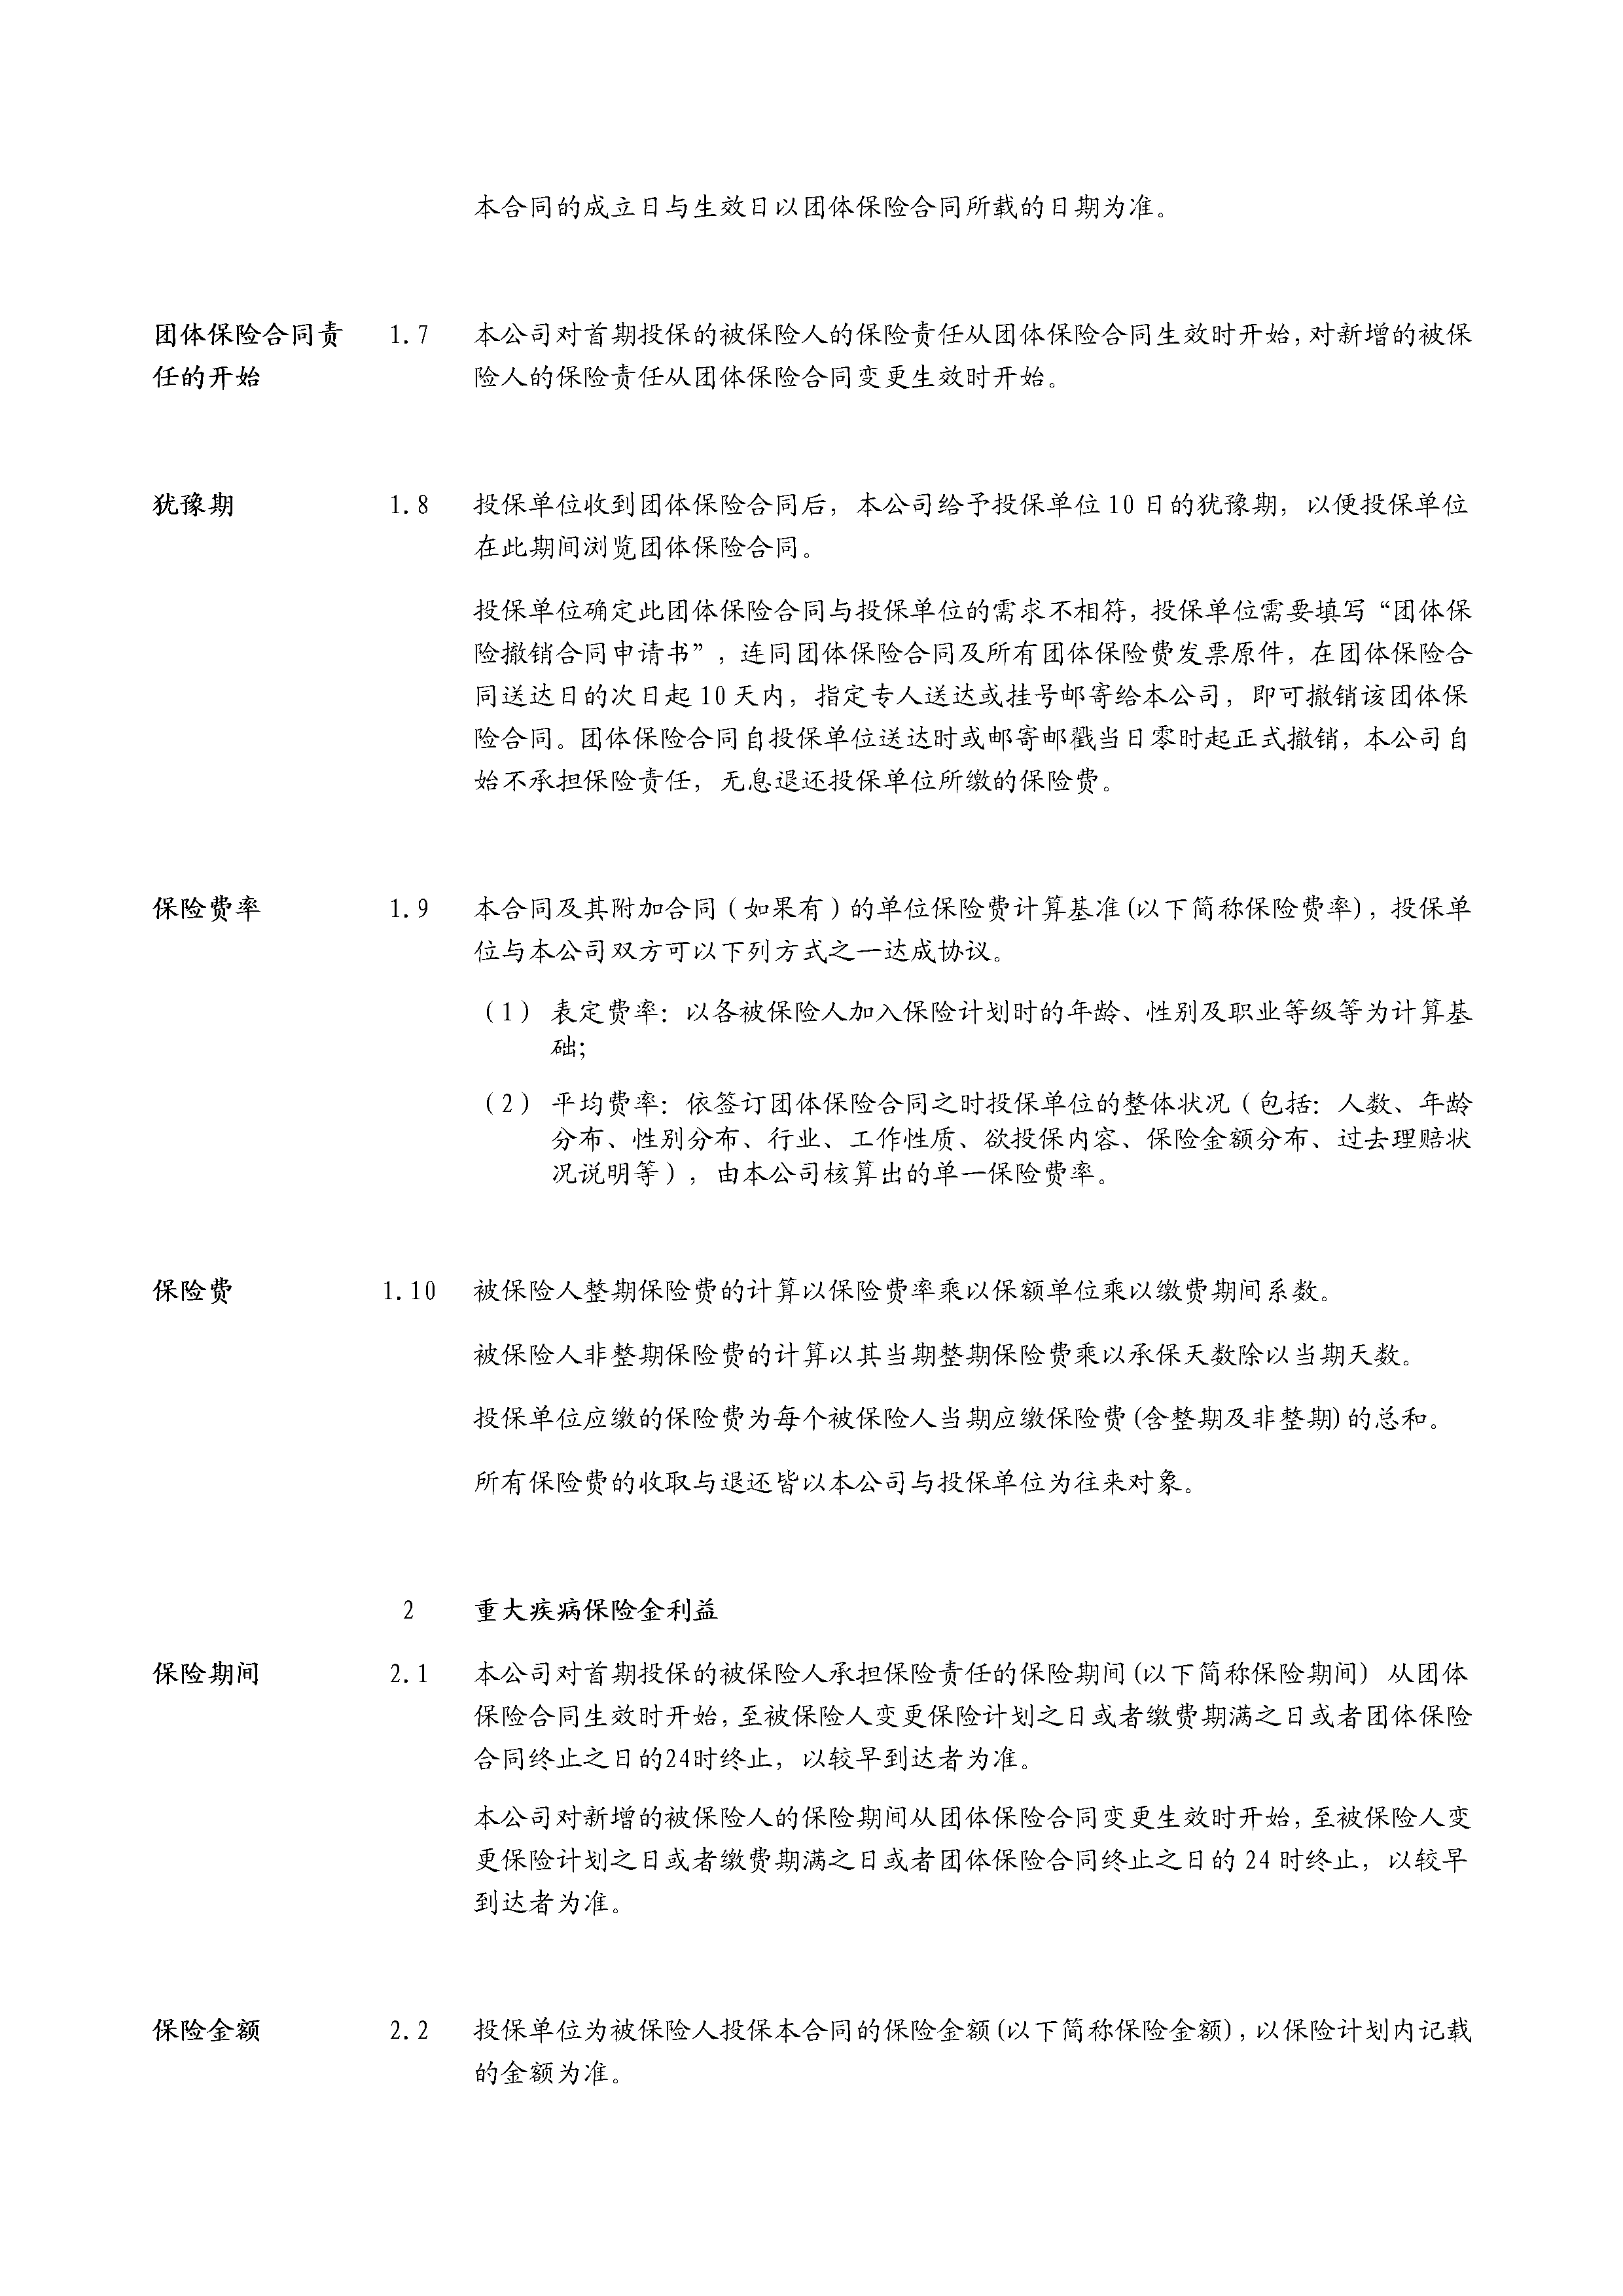 本合同的成立日与生效日以团体保险合同所载的日期为准。
团体保险合同责 1.7 本公司对首期投保的被保险人的保险责任从团体保险合同生效时开始,对新增的被保
任的开始 险人的保险责任从团体保险合同变更生效时开始。
犹豫期 1.8 投保单位收到团体保险合同后，本公司给予投保单位 10 日的犹豫期，以便投保单位
在此期间浏览团体保险合同。
投保单位确定此团体保险合同与投保单位的需求不相符，投保单位需要填写“团体保
险撤销合同申请书”，连同团体保险合同及所有团体保险费发票原件，在团体保险合
同送达日的次日起 10 天内，指定专人送达或挂号邮寄给本公司，即可撤销该团体保
险合同。团体保险合同自投保单位送达时或邮寄邮戳当日零时起正式撤销，本公司自
始不承担保险责任，无息退还投保单位所缴的保险费。
保险费率 1.9 本合同及其附加合同（如果有）的单位保险费计算基准(以下简称保险费率)，投保单
位与本公司双方可以下列方式之一达成协议。
（1） 表定费率：以各被保险人加入保险计划时的年龄、性别及职业等级等为计算基
础；
（2） 平均费率：依签订团体保险合同之时投保单位的整体状况（包括：人数、年龄
分布、性别分布、行业、工作性质、欲投保内容、保险金额分布、过去理赔状
况说明等），由本公司核算出的单一保险费率。
保险费 1.10 被保险人整期保险费的计算以保险费率乘以保额单位乘以缴费期间系数。
被保险人非整期保险费的计算以其当期整期保险费乘以承保天数除以当期天数。
投保单位应缴的保险费为每个被保险人当期应缴保险费(含整期及非整期)的总和。
所有保险费的收取与退还皆以本公司与投保单位为往来对象。
2 重大疾病保险金利益
保险期间 2.1 本公司对首期投保的被保险人承担保险责任的保险期间(以下简称保险期间) 从团体
保险合同生效时开始,至被保险人变更保险计划之日或者缴费期满之日或者团体保险
合同终止之日的24时终止，以较早到达者为准。
本公司对新增的被保险人的保险期间从团体保险合同变更生效时开始,至被保险人变
更保险计划之日或者缴费期满之日或者团体保险合同终止之日的 24 时终止，以较早
到达者为准。
保险金额 2.2 投保单位为被保险人投保本合同的保险金额(以下简称保险金额),以保险计划内记载
的金额为准。